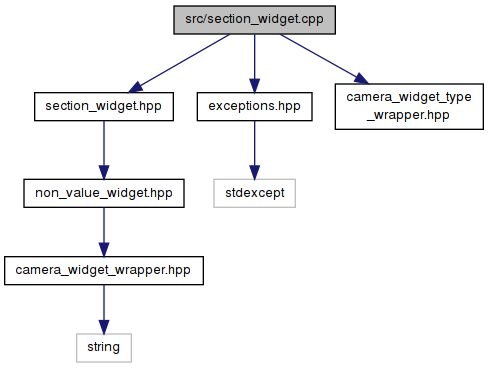 src/section_widget.cpp
section_widget.hpp
exceptions.hpp
camera_widget_type
_wrapper.hpp
non_value_widget.hpp
stdexcept
camera_widget_wrapper.hpp
string